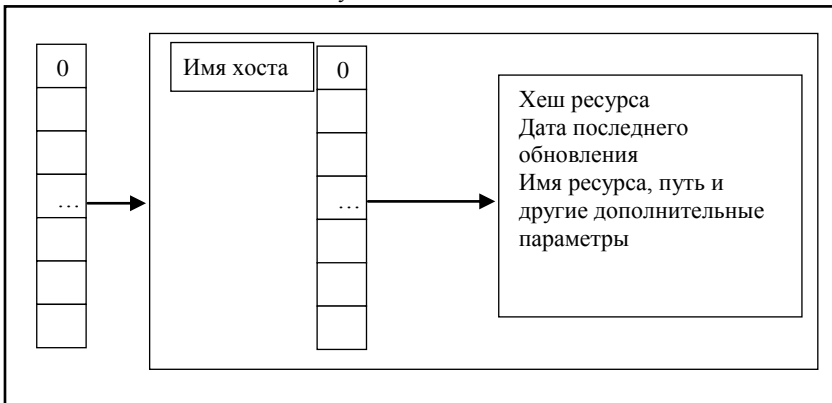 0
Имя хоста
0
Хеш ресурса
Дата последнего
обновления
Имя ресурса, путь и
другие дополнительные
параметры
…
…